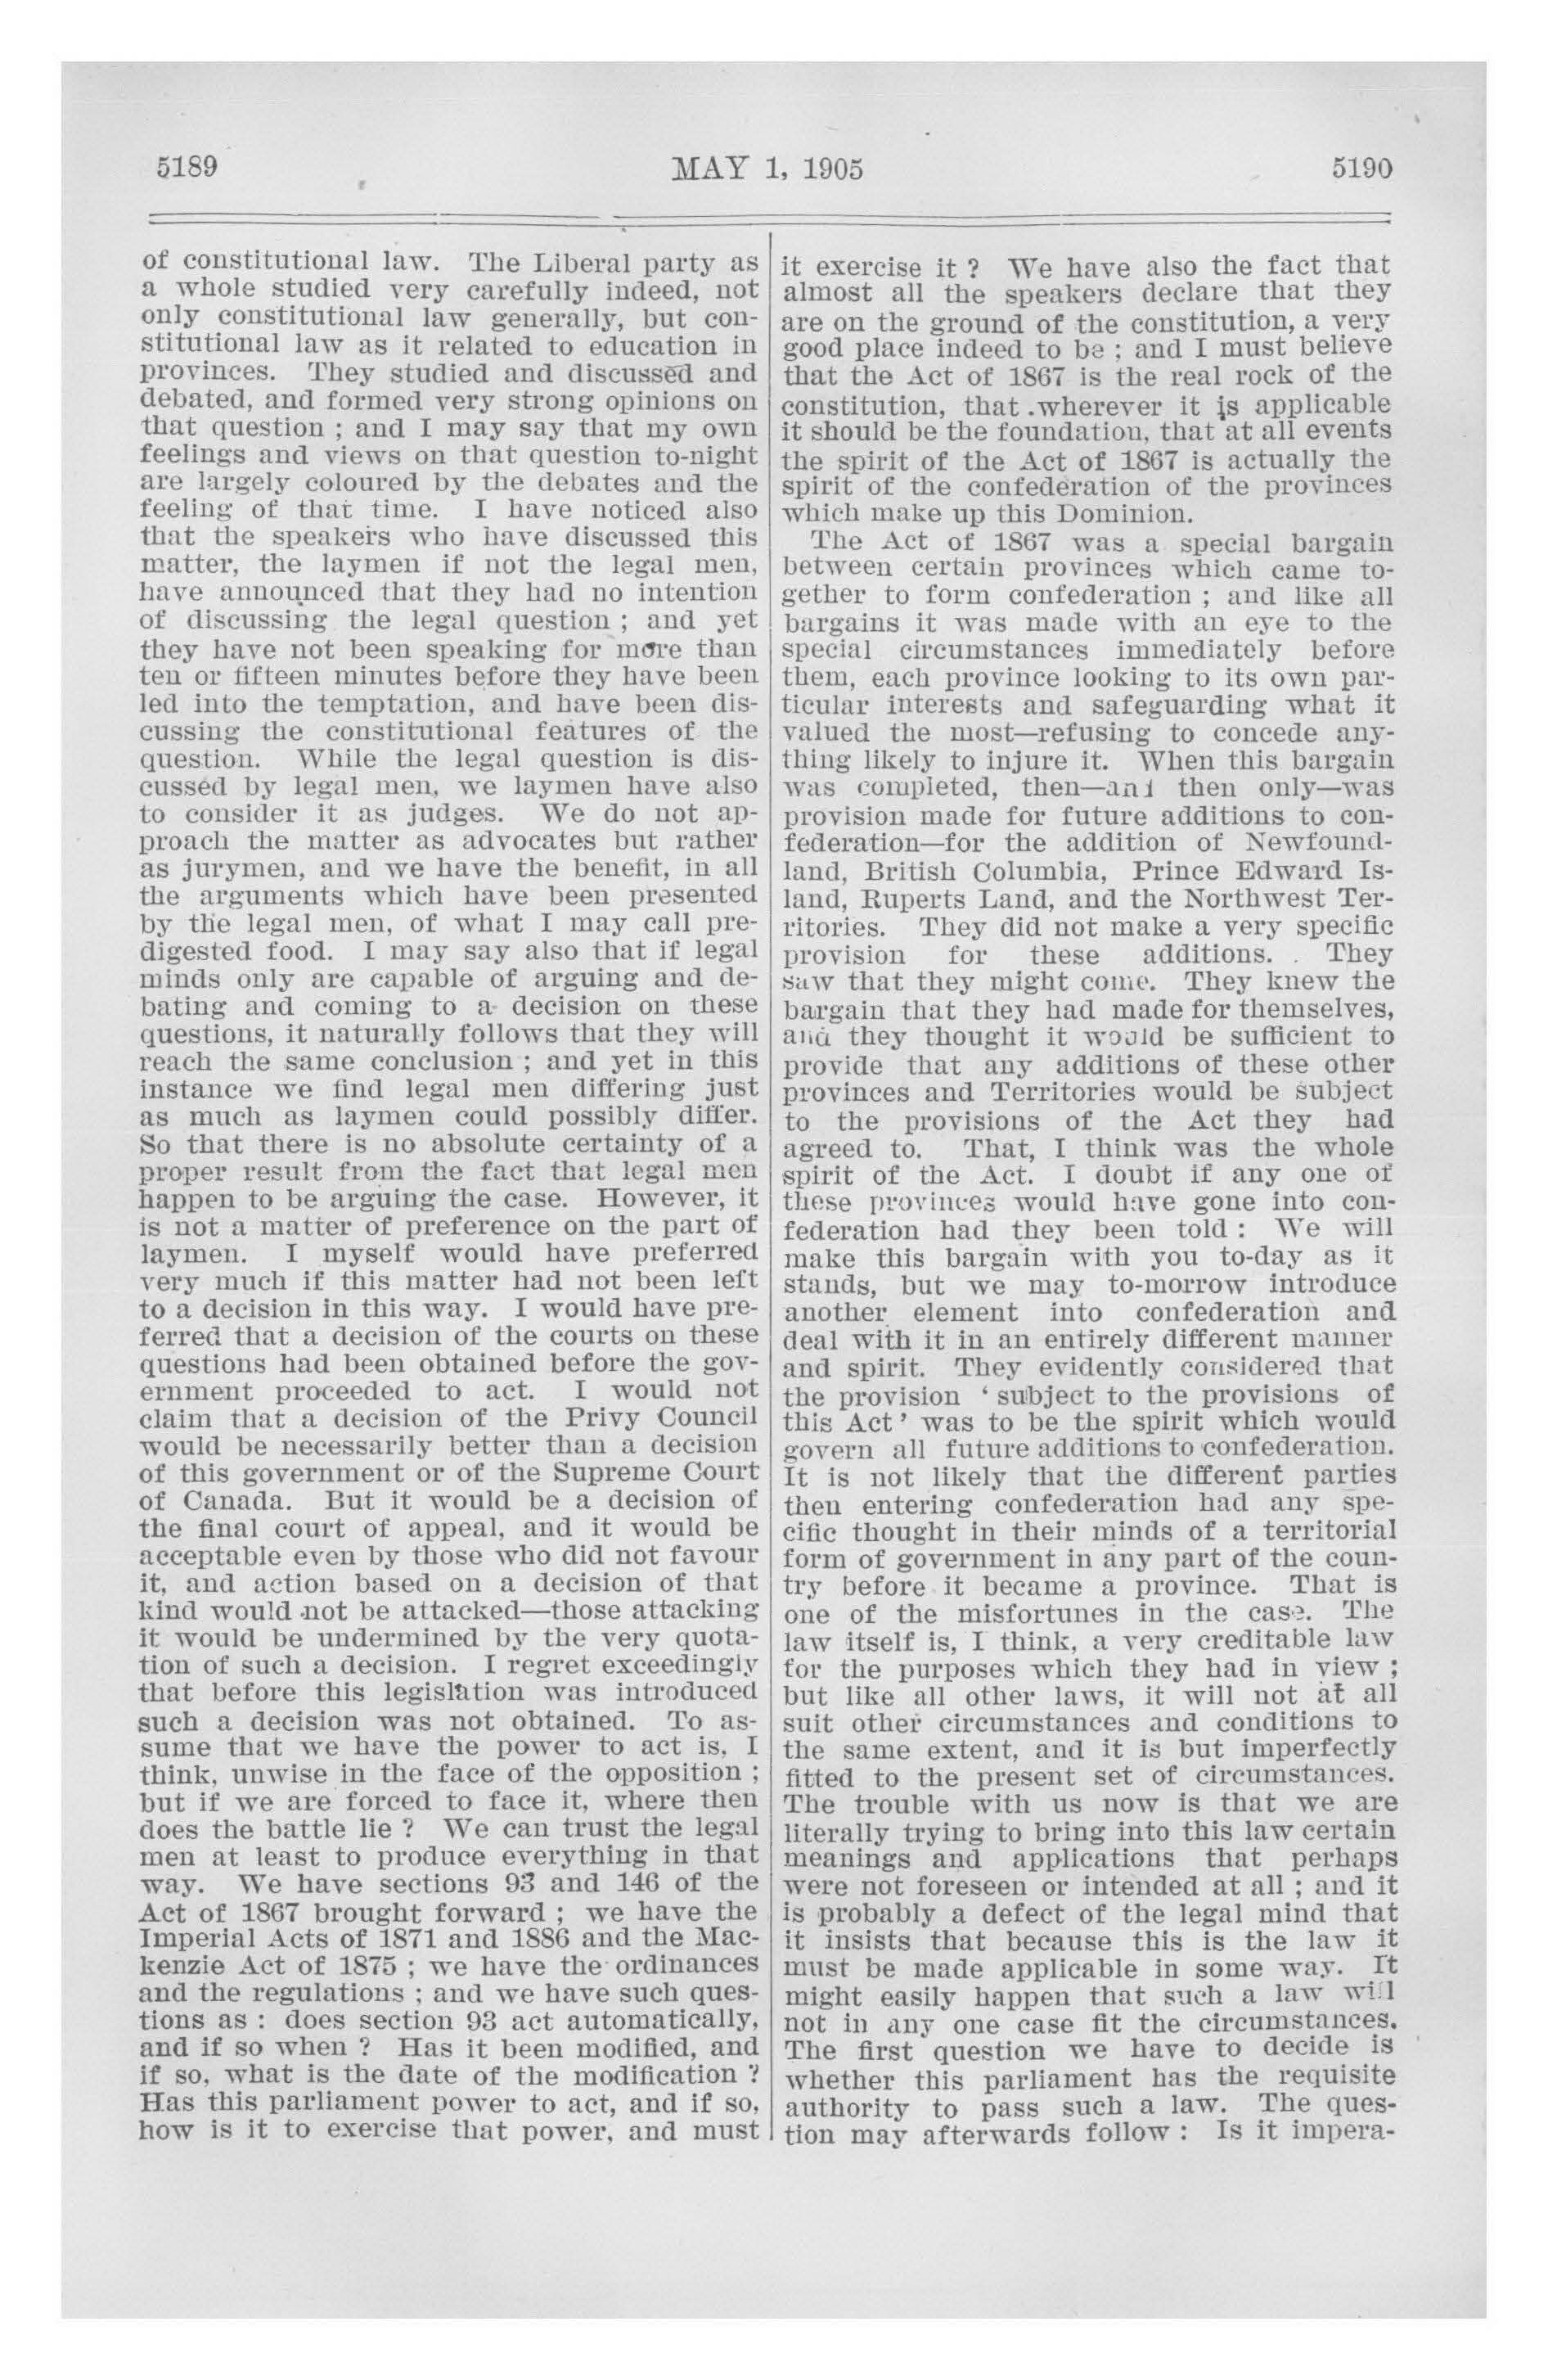 5189
MAY 1, 1905
5190
of constitutional law. The Liberal party as
a whole studied very carefully indeed, not
only constitutional law generally, but con-
stitutional law as it related to education in
provinces. They studied and discussed and
debated, and formed very strong opinions on
that question ; and I may say that my own
feelings and views on that question to-night
are largely coloured by the debates and the
feeling of that time. I have noticed also
that the speakers who have discussed this
matter, the laymen if not the legal men,
have announced that they had no intention
of discussing the legal question ; and yet
they have not been speaking for more than
ten or fifteen minutes before they have been
led into the temptation, and have been dis-
cussing the constitutional features of the
question. While the legal question is dis-
cussed by legal men, we laymen have also
to consider it as judges. We do not ap-
proach the matter as advocates but rather
as jurymen, and we have the benefit, in all
the arguments which have been presented
by the legal men, of what I may call pre-
digested food. I may say also that if legal
minds only are capable of arguing and de-
bating and coming to a decision on these
questions, it naturally follows that they will
reach the same conclusion ; and yet in this
instance we find legal men differing just
as much as laymen could possibly differ.
So that there is no absolute certainty of a
proper result from the fact that legal men
happen to be arguing the case. However, it
is not a matter of preference on the part of
laymen. I myself would have preferred
very much if this matter had not been left
to a decision in this way. I would have pre-
ferred that a decision of the courts on these
questions had been obtained before the gov-
ernment proceeded to act. I would not
claim that a decision of the Privy Council
would be necessarily better than a decision
of this government or of the Supreme Court
of Canada. But it would be a decision of
the final court of appeal, and it would be
acceptable even by those who did not favour
it, and action based on a decision of that
kind would not be attacked—those attacking
it would be undermined by the very quota-
tion of such a decision. I regret exceedingly
that before this legislation was introduced
such a decision was not obtained. To as-
sume that we have the power to act is, I
think, unwise in the face of the opposition ;
but if we are forced to face it, where then
does the battle lie ? We can trust the legal
men at least to produce everything in that
way. We have sections 93 and 146 of the
Act of 1867 brought forward ; we have the
Imperial Acts of 1871 and 1886 and the Mac-
kenzie Act of 1875 ; we have the ordinances
and the regulations ; and we have such ques-
tions as : does section 93 act automatically,
and if so when ? Has it been modified, and
if so, what is the date of the modification ?
Has this parliament power to act, and if so,
how is it to exercise that power, and must
it exercise it ? We have also the fact that
almost all the speakers declare that they
are on the ground of the constitution, a very
good place indeed to be ; and I must believe
that the Act of 1867 is the real rock of the
constitution, that wherever it is applicable
it should be the foundation, that at all events
the spirit of the Act of 1867 is actually the
spirit of the confederation of the provinces
which make up this Dominion.
The Act of 1867 was a special bargain
between certain provinces which came to-
gether to form confederation ; and like all
bargains it was made with an eye to the
special circumstances immediately before
them, each province looking to its own par-
ticular interests and safeguarding what it
valued the most—refusing to concede any-
thing likely to injure it. When this bargain
was completed, then—and then only—was
provision made for future additions to con-
federation—for the addition of Newfound-
land, British Columbia, Prince Edward Is-
land, Ruperts Land, and the Northwest Ter-
ritories. They did not make a very specific
provision for these additions. They
saw that they might come. They knew the
bargain that they had made for themselves,
and they thought it would be sufficient to
provide that any additions of these other
provinces and Territories would be subject
to the provisions of the Act they had
agreed to. That, I think was the whole
spirit of the Act. I doubt if any one of
these provinces would have gone into con-
federation had they been told : We will
make this bargain with you to-day as it
stands, but we may to-morrow introduce
another element into confederation and
deal with it in an entirely different manner
and spirit. They evidently considered that
the provision ‘ subject to the provisions of
this Act ’ was to be the spirit which would
govern all future additions to confederation.
It is not likely that the different parties
then entering confederation had any spe-
cific thought in their minds of a territorial
form of government in any part of the coun-
try before it became a province. That is
one of the misfortunes in the case. The
law itself is, I think, a very creditable law
for the purposes which they had in view ;
but like all other laws, it will not at all
suit other circumstances and conditions to
the same extent, and it is but imperfectly
fitted to the present set of circumstances.
The trouble with us now is that we are
literally trying to bring into this law certain
meanings and applications that perhaps
were not foreseen or intended at all ; and it
is probably a defect of the legal mind that
it insists that because this is the law it
must be made applicable in some way. It
might easily happen that such a law will
not in any one case fit the circumstances.
The first question we have to decide is
whether this parliament has the requisite
authority to pass such a law. The ques-
tion may afterwards follow : Is it impera-